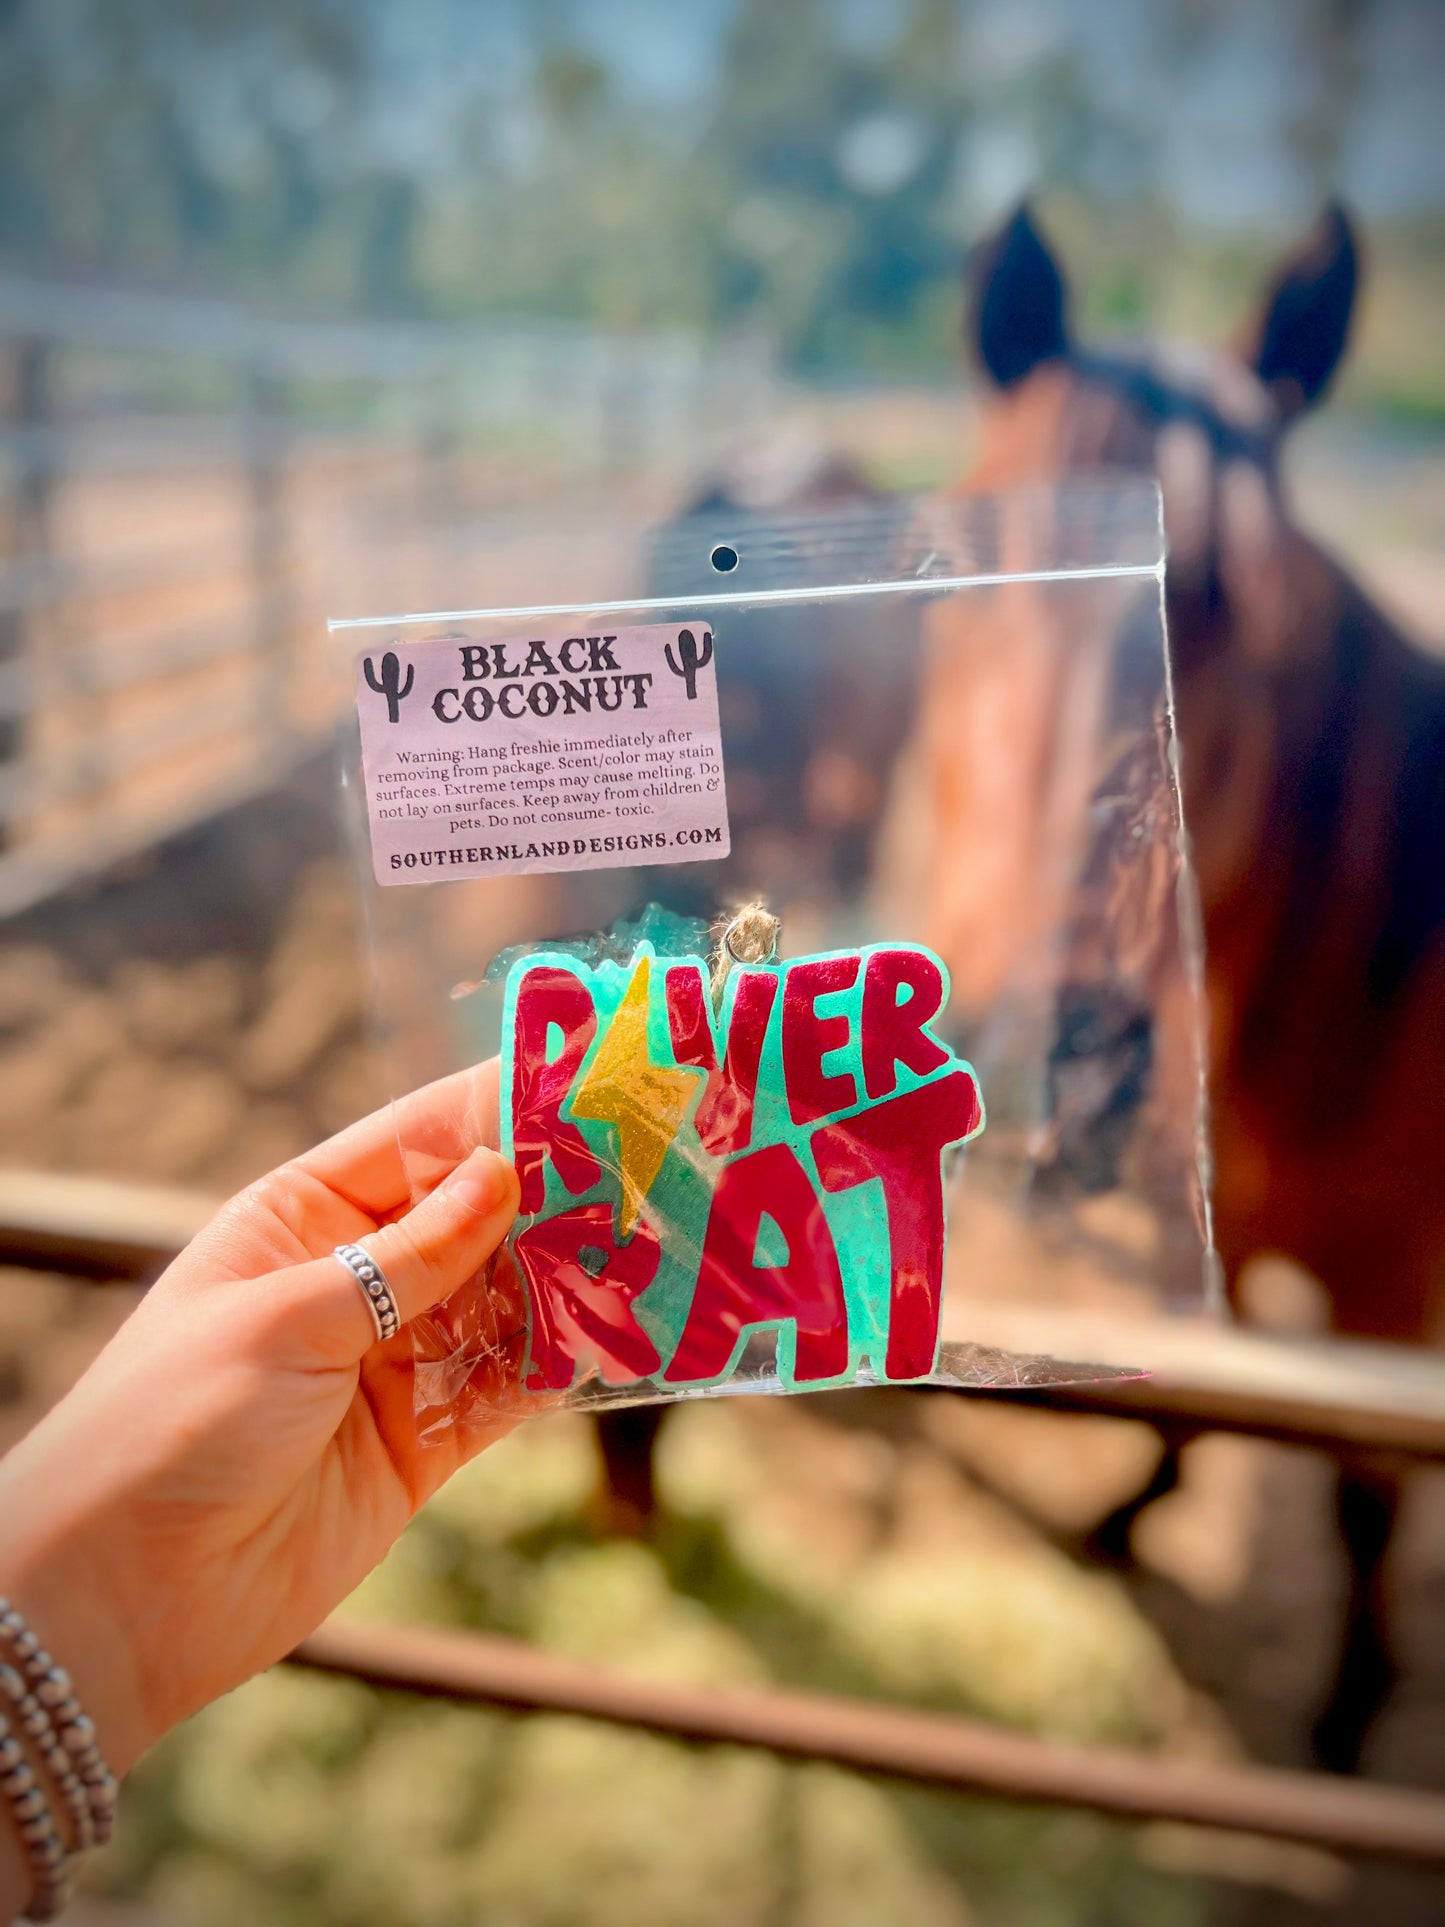 BLACK
COCONUT
Warning: Hang freshie immediately after
removing from package. Scent/color may stain
surfaces. Extreme temps may cause melting. Do
not lay on surfaces. Keep away from children &
pets. Do not consume- toxic.
SOUTHERNLANDDESIGNS.COM
RIVER
RAT